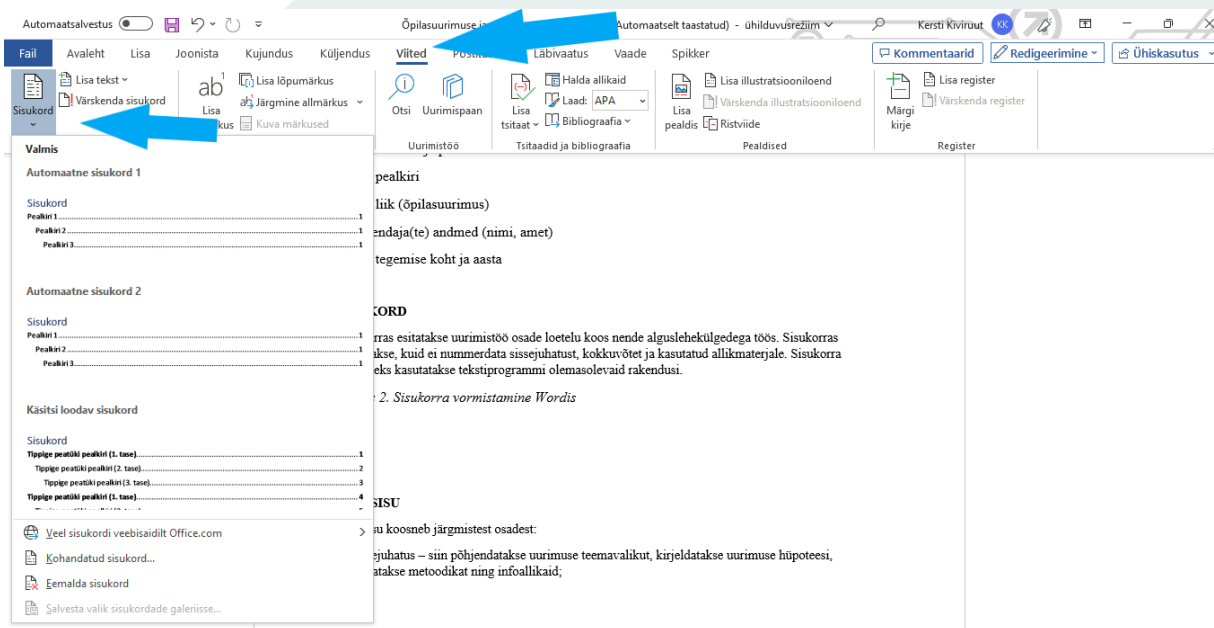 Automaatsalvestus
Õpilasuurimuse ja Automaatselt taastatud) - ühilduvusrežiim
Kersti Kiviruut KK
Fail Avaleht Lisa Joonista Kujundus Küljendus Viited Läbivaatus Vaade Spikker Kommentaarid Redigeerimine Ühiskasutus
Sisukord
Lisa tekst
Värskenda sisukord
ab
Lisa
Lisa lõpumärkus
Järgmine allmärkus
Kuva märkused
Otsi Uurimispaan
Uurimistöö
Lisa
tsitaat
Halda allikaid
Laad: APA
Bibliograafia
Tsitaadid ja bibliograafia
Lisa
pealdis
Lisa illustratsiooniloend
Värskenda illustratsiooniloend
Ristviide
Pealdised
Märgi
kirje
Lisa register
Värskenda register
Register
Valmis
Automaatne sisukord 1
Sisukord
Pealkiri 1 1
Pealkiri 2 1
Pealkiri 3 1
Automaatne sisukord 2
Sisukord
Pealkiri 1 1
Pealkiri 2 1
Pealkiri 3 1
Käsitsi loodav sisukord
Sisukord
Tippige peatüki pealkiri (1. tase) 1
Tippige peatüki pealkiri (2. tase) 2
Tippige peatüki pealkiri (3. tase) 3
Tippige peatüki pealkiri (1. tase) 4
Veel sisukordi veebisaidilt Office.com
Kohandatud sisukord...
Eemalda sisukord
Salvesta valik sisukordade galeriisse...
pealkiri
liik (õpilasuurimus)
endaja(te) andmed (nimi, amet)
tegemise koht ja aasta
KORD
rras esitatakse uurimistöö osade loetelu koos nende alguslehekülgedega töös. Sisukorras
akse, kuid ei nummerdata sissejuhatust, kokkuvõtet ja kasutatud allikmaterjale. Sisukorra
eks kasutatakse tekstiprogrammi olemasolevaid rakendusi.
2. Sisukorra vormistamine Wordis
SISU
su koosneb järgmistest osadest:
ejuhatus – siin põhjendatakse uurimuse teemavalikut, kirjeldatakse uurimuse hüpoteesi,
atakse metoodikat ning infoallikaid;